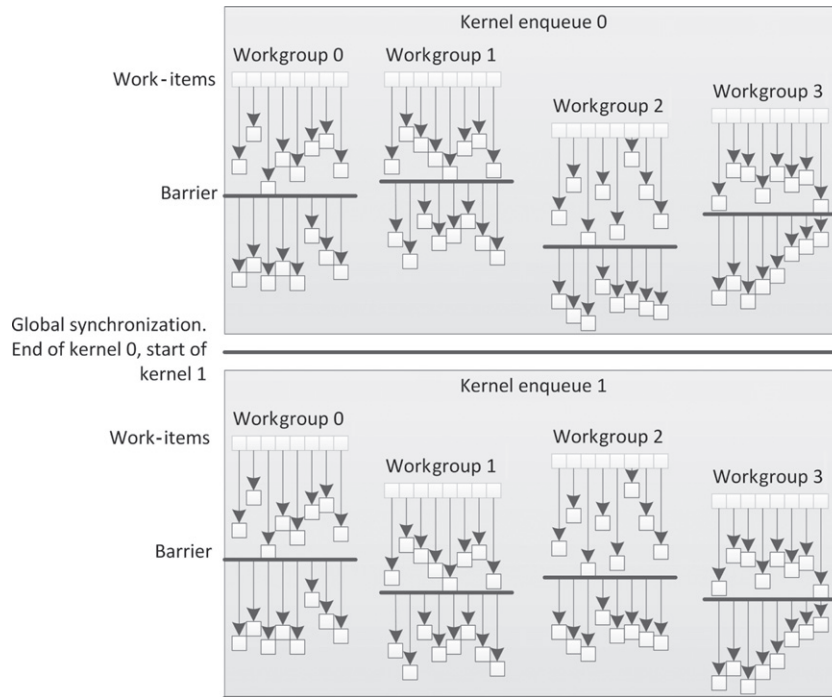 Kernel enqueue 0
Workgroup 0
Workgroup 1
Work-items
Workgroup 2
Workgroup 3
Barrier
Global synchronization.
End of kernel 0, start of
kernel 1
Kernel enqueue 1
Workgroup 0
Work-items
Workgroup 2
Workgroup 1
Workgroup 3
Barrier